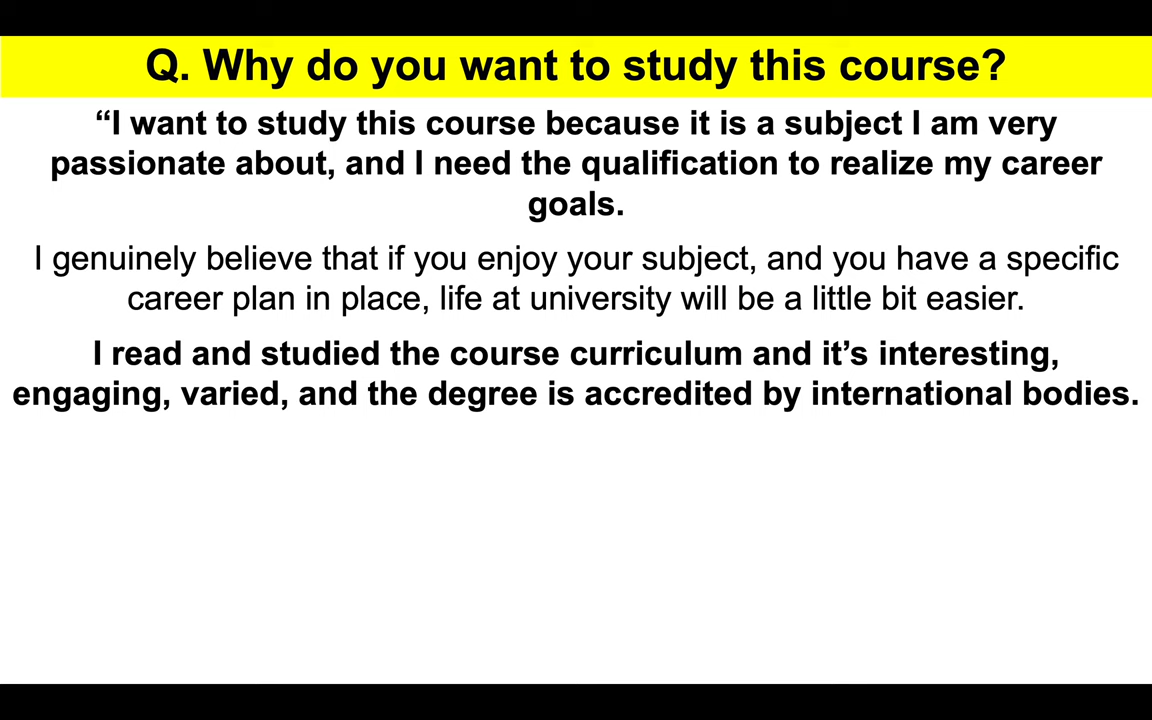 Q. Why do you want to study this course?
“I want to study this course because it is a subject I am very
passionate about, and I need the qualification to realize my career
goals.
I genuinely believe that if you enjoy your subject, and you have a specific
career plan in place, life at university will be a little bit easier.
I read and studied the course curriculum and it’s interesting,
engaging, varied, and the degree is accredited by international bodies.